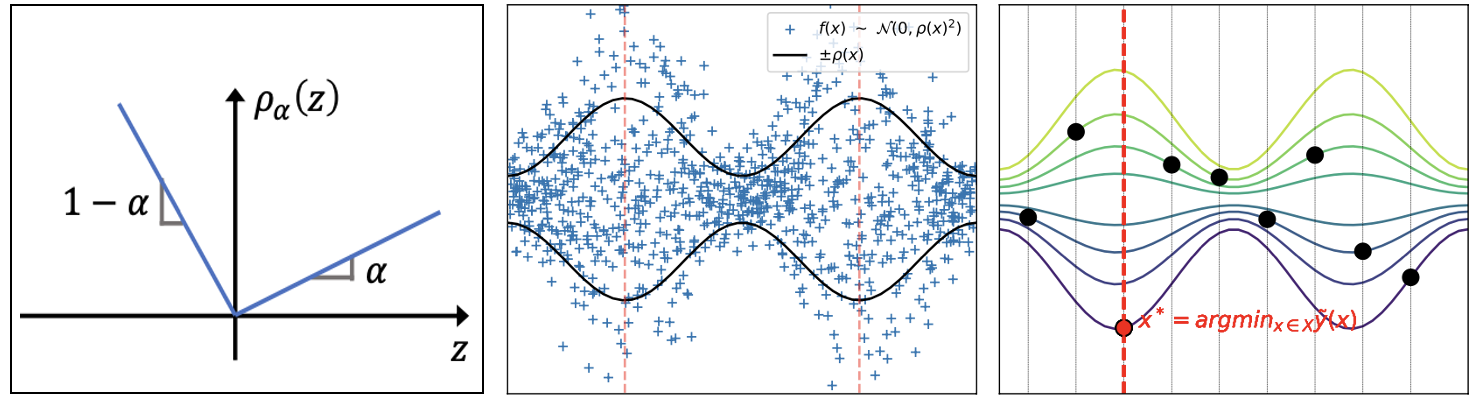 ρ_α(z)
1 − α
α
z
f(x) ~ 𝒩(0, ρ(x)²)
±ρ(x)
x* = argmin_{x∈X} ỹ(x)